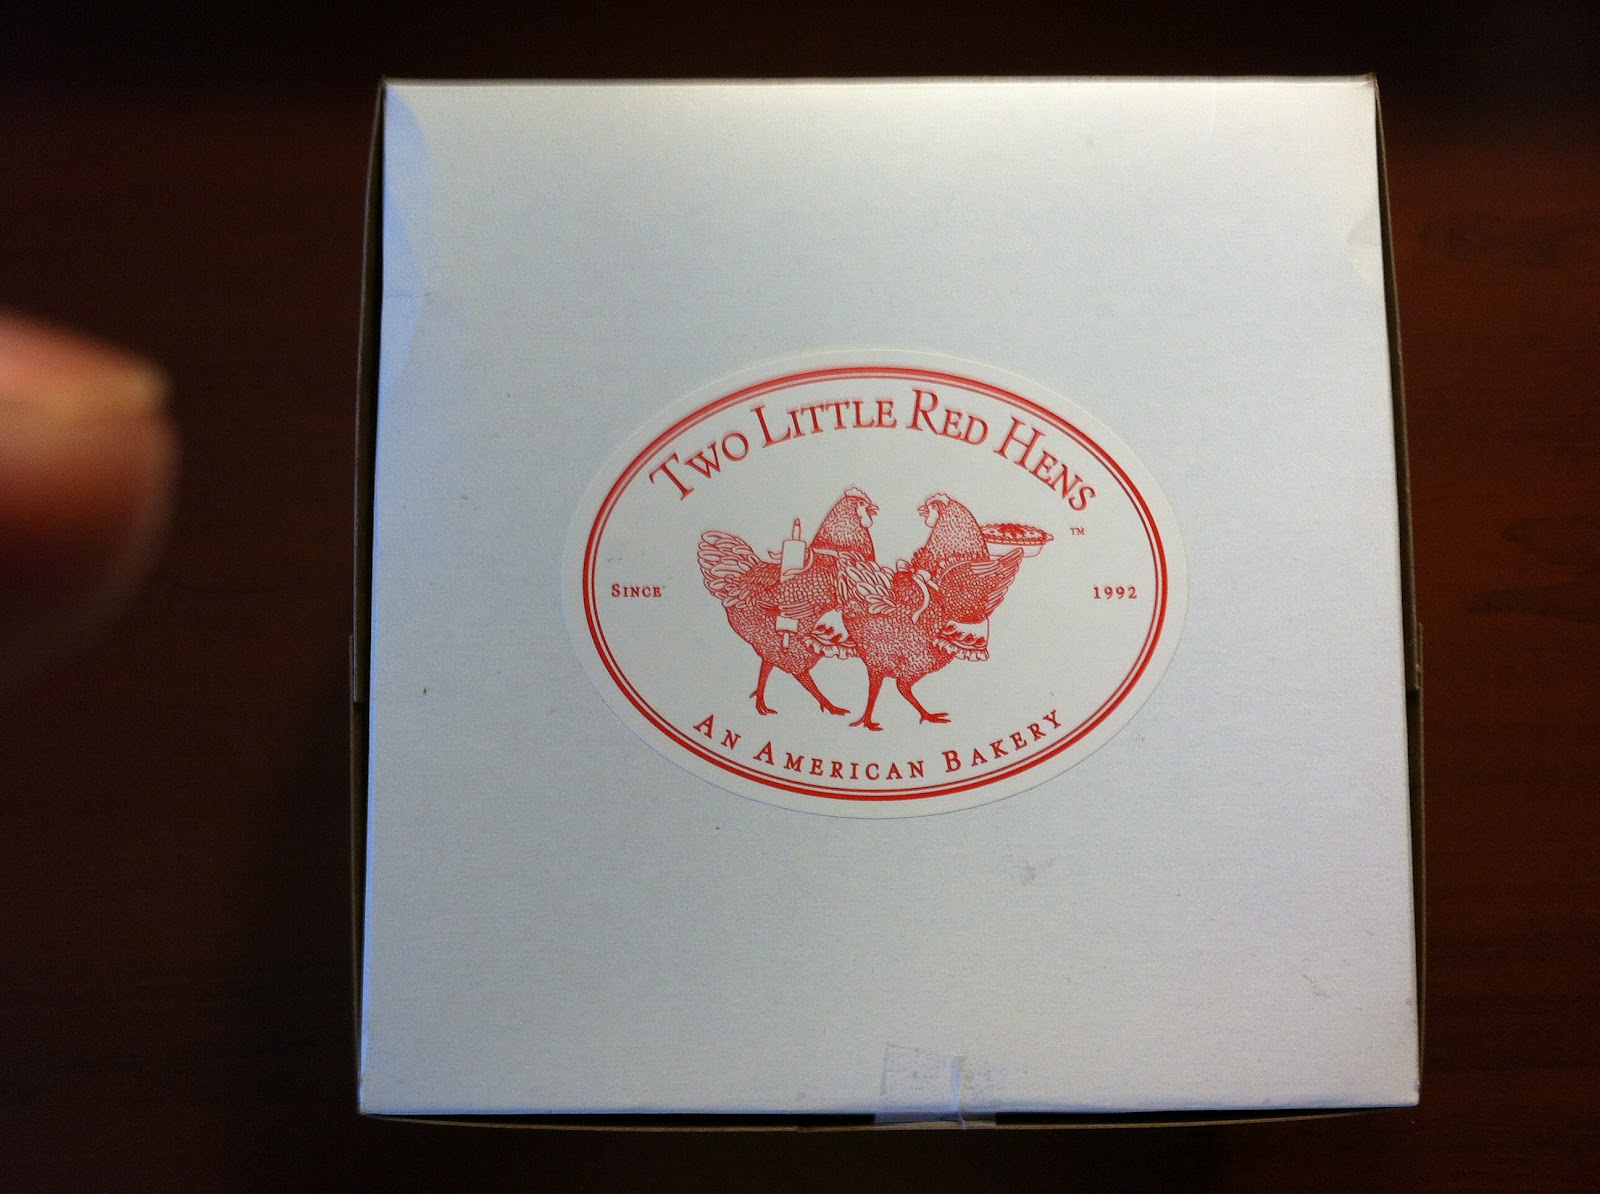 Two Little Red Hens
™
Since 1992
An American Bakery